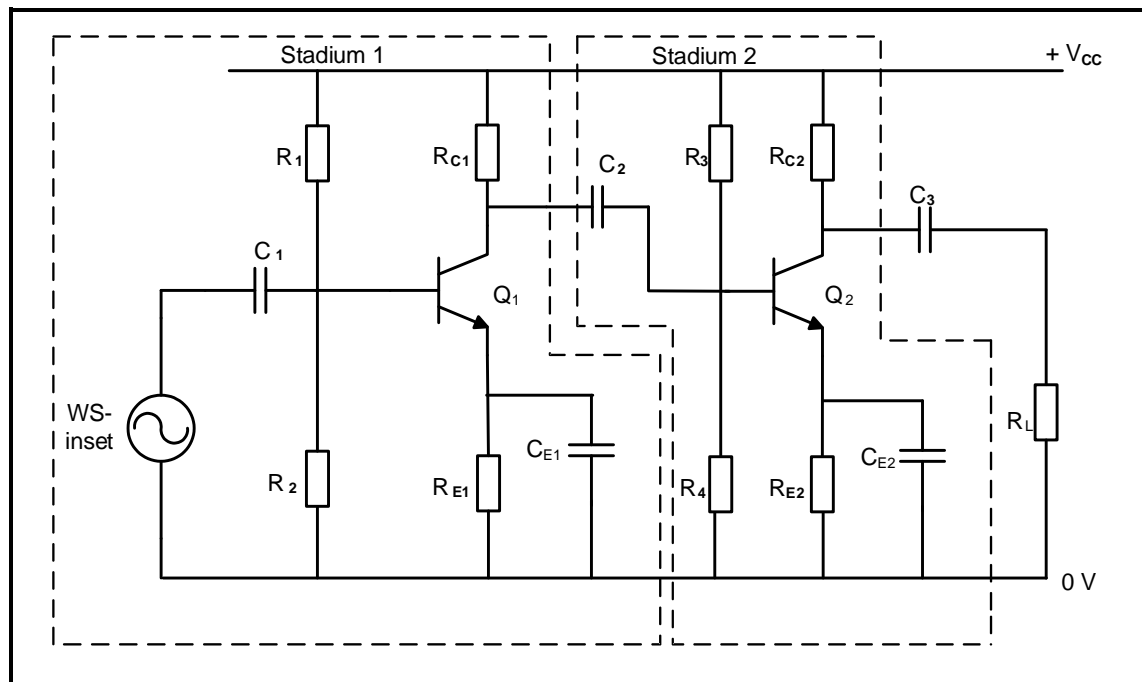 Stadium 1
Stadium 2
+ VCC
R1
RC1
C2
R3
RC2
C3
C1
Q1
Q2
WS-
inset
R2
RE1
CE1
R4
RE2
CE2
RL
0 V